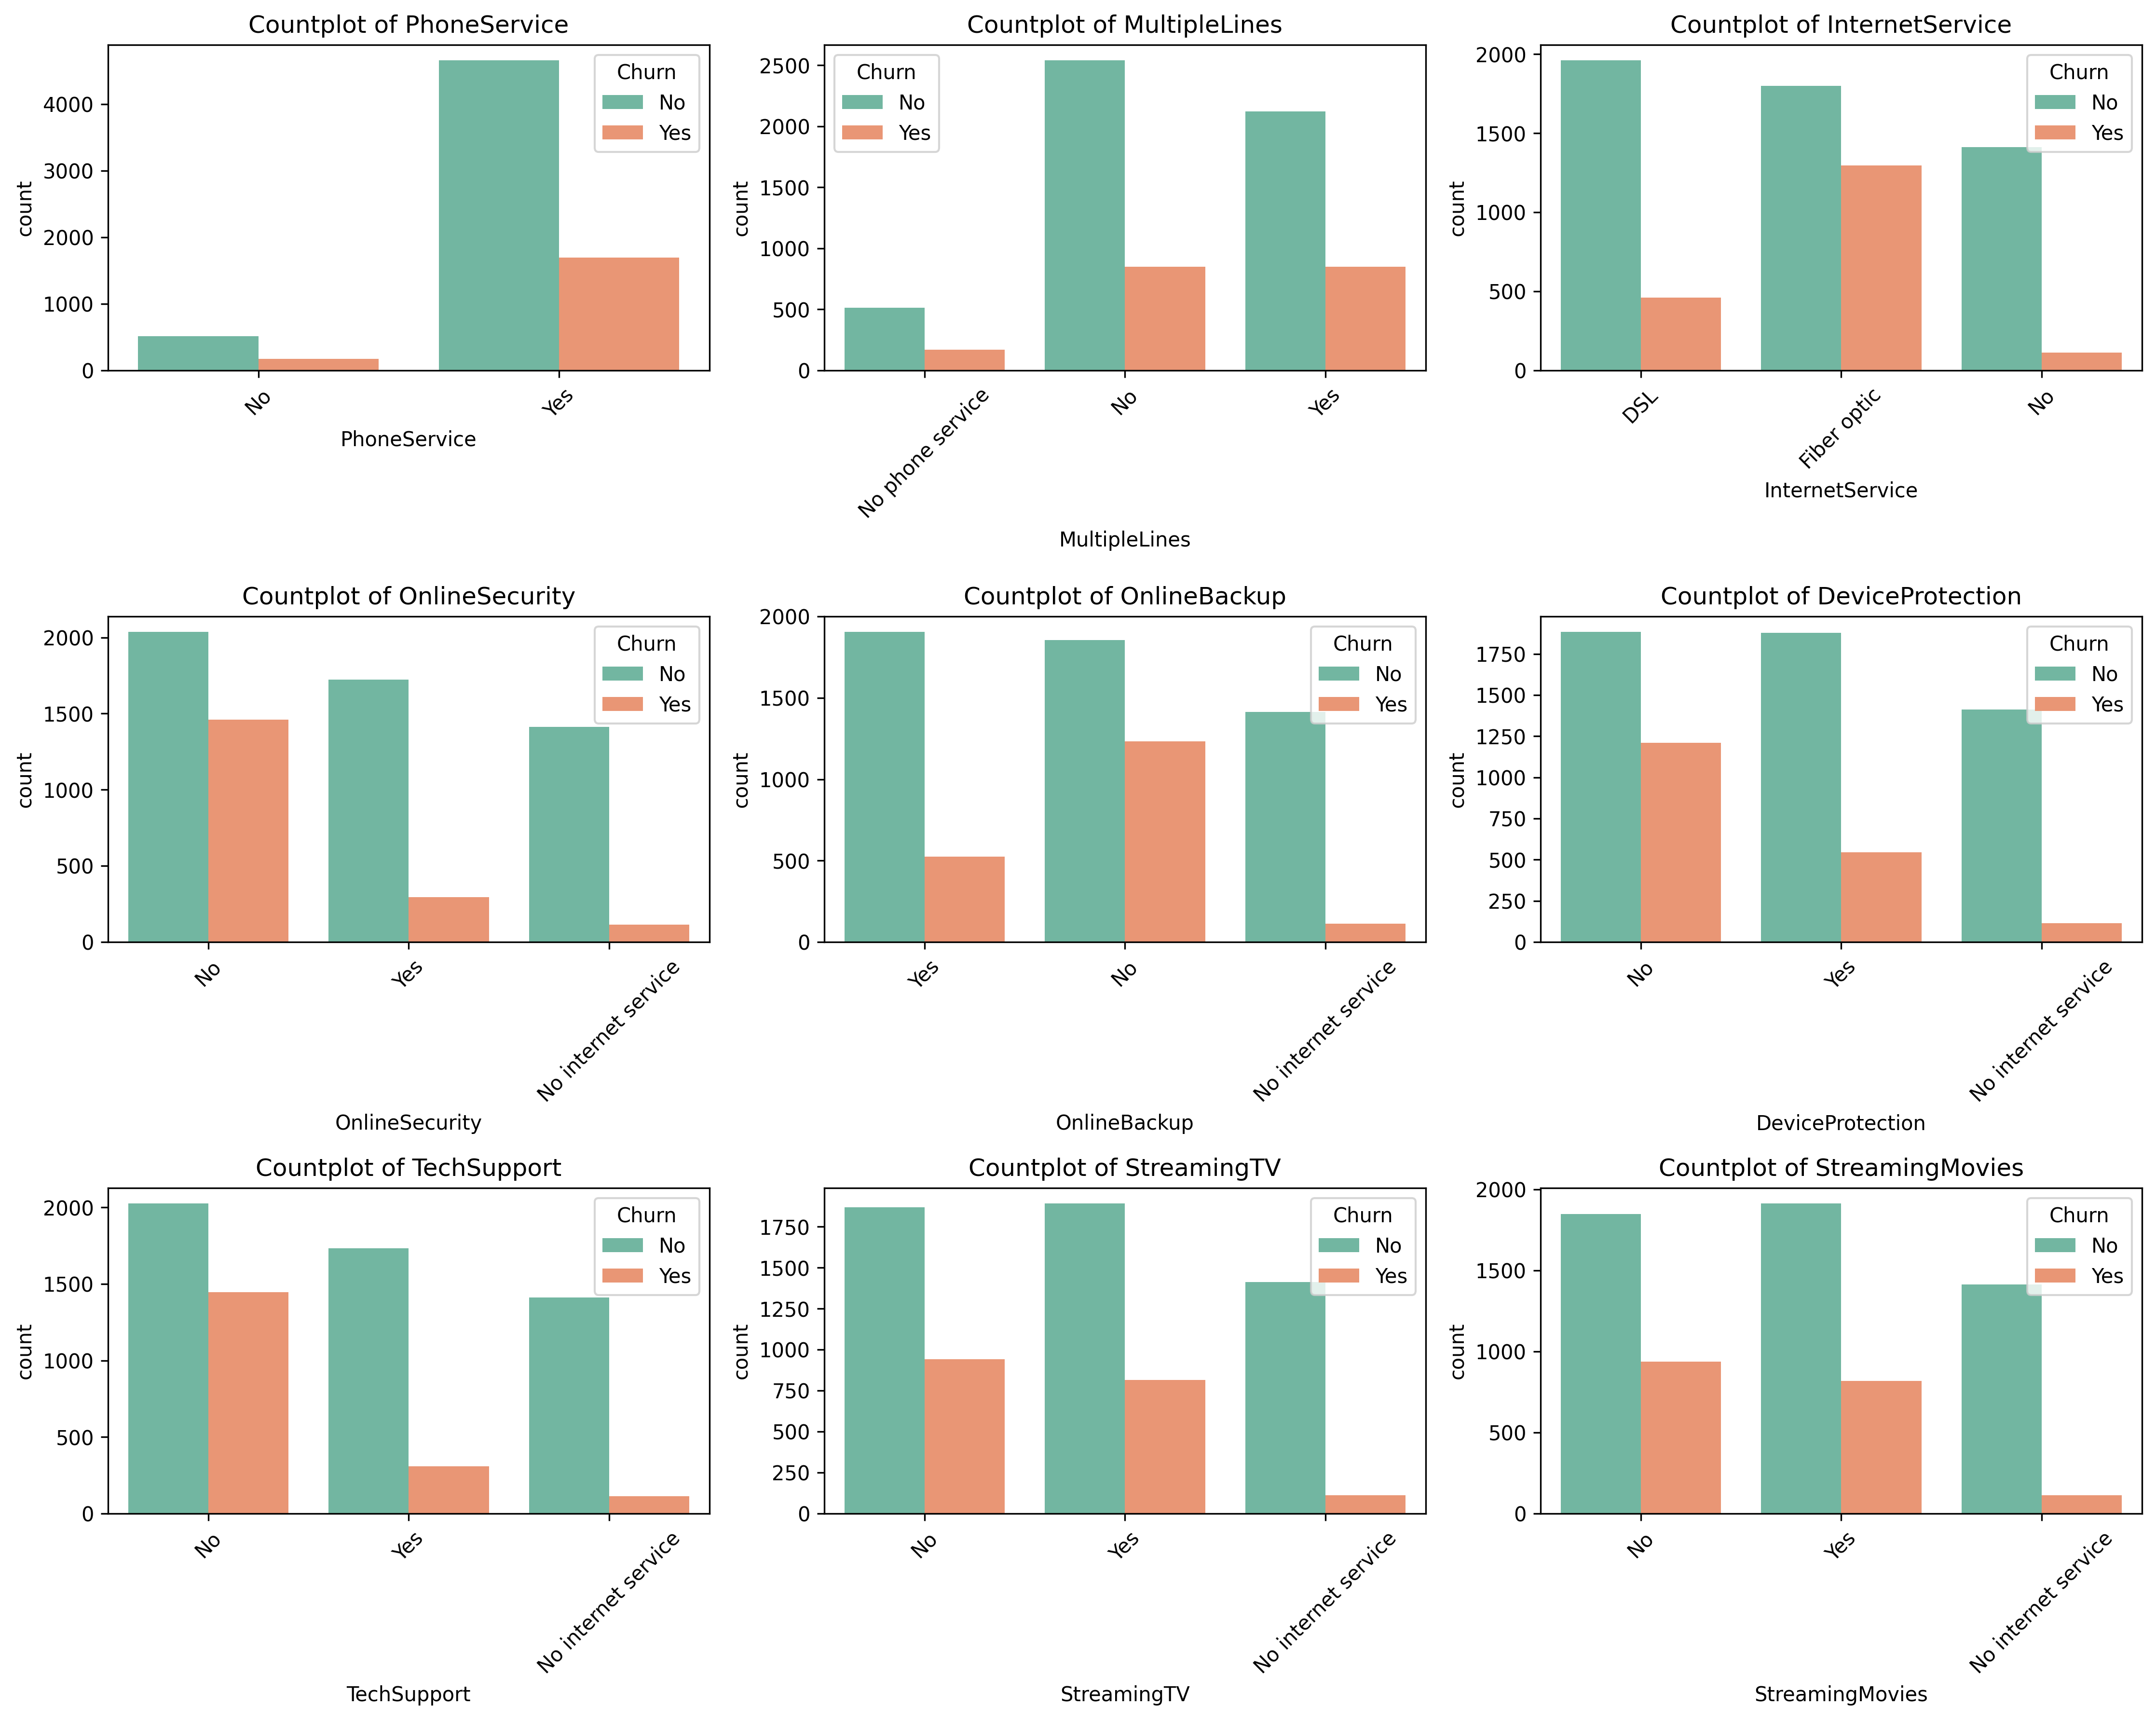 Countplot of PhoneService
Churn
No
Yes
4000
3000
2000
1000
0
count
No
Yes
PhoneService
Countplot of MultipleLines
Churn
No
Yes
2500
2000
1500
1000
500
0
count
No phone service
No
Yes
MultipleLines
Countplot of InternetService
Churn
No
Yes
2000
1500
1000
500
0
count
DSL
Fiber optic
No
InternetService
Countplot of OnlineSecurity
Churn
No
Yes
2000
1500
1000
500
0
count
No
Yes
No internet service
OnlineSecurity
Countplot of OnlineBackup
Churn
No
Yes
2000
1500
1000
500
0
count
Yes
No
No internet service
OnlineBackup
Countplot of DeviceProtection
Churn
No
Yes
1750
1500
1250
1000
750
500
250
0
count
No
Yes
No internet service
DeviceProtection
Countplot of TechSupport
Churn
No
Yes
2000
1500
1000
500
0
count
No
Yes
No internet service
TechSupport
Countplot of StreamingTV
Churn
No
Yes
1750
1500
1250
1000
750
500
250
0
count
No
Yes
No internet service
StreamingTV
Countplot of StreamingMovies
Churn
No
Yes
2000
1500
1000
500
0
count
No
Yes
No internet service
StreamingMovies